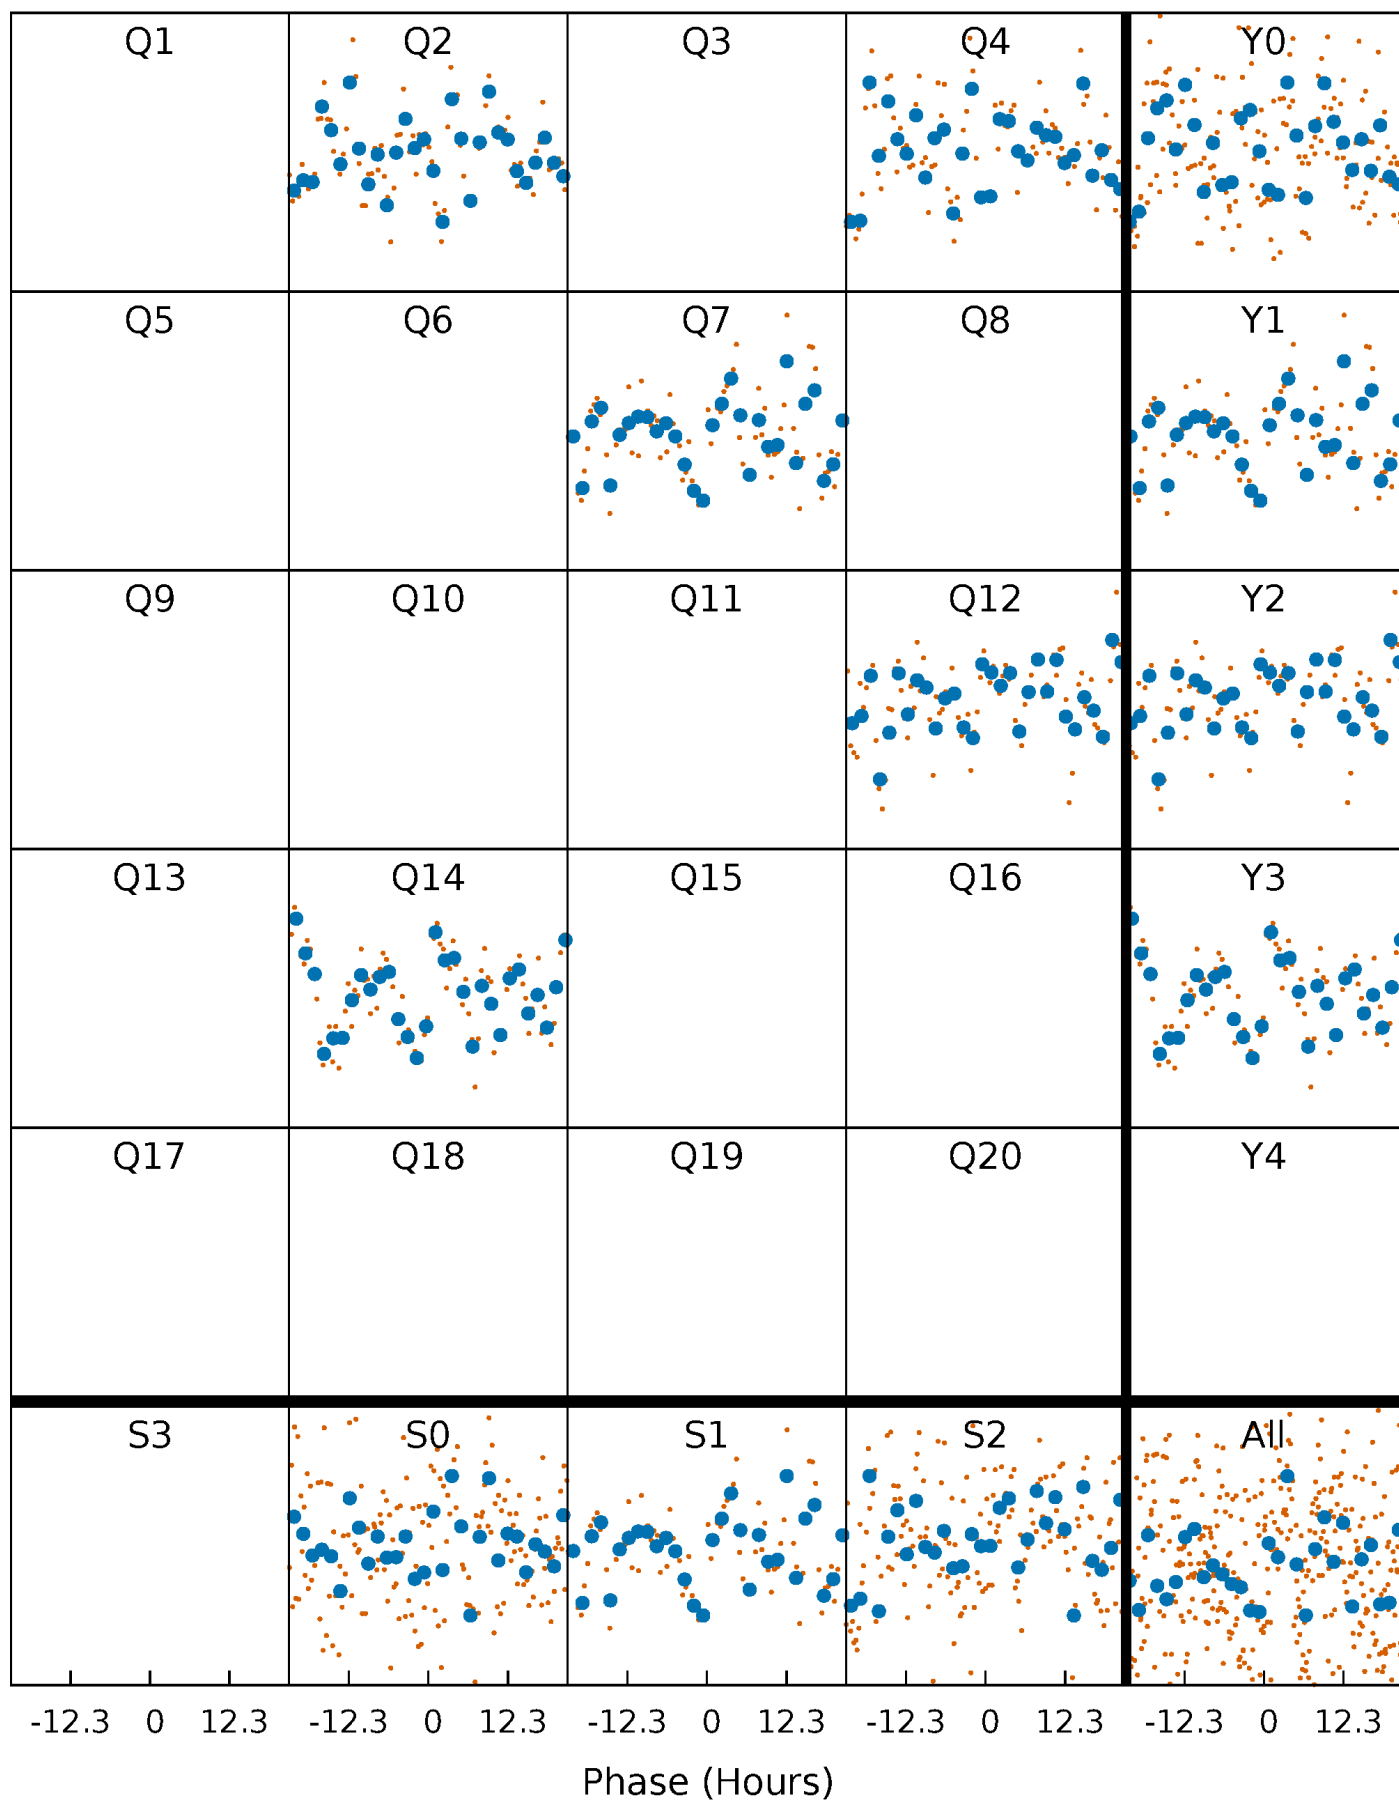 Q1 Q2 Q3 Q4 Y0
Q5 Q6 Q7 Q8 Y1
Q9 Q10 Q11 Q12 Y2
Q13 Q14 Q15 Q16 Y3
Q17 Q18 Q19 Q20 Y4
S3 S0 S1 S2 All
-12.3 0 12.3 -12.3 0 12.3 -12.3 0 12.3 -12.3 0 12.3 -12.3 0 12.3
Phase (Hours)